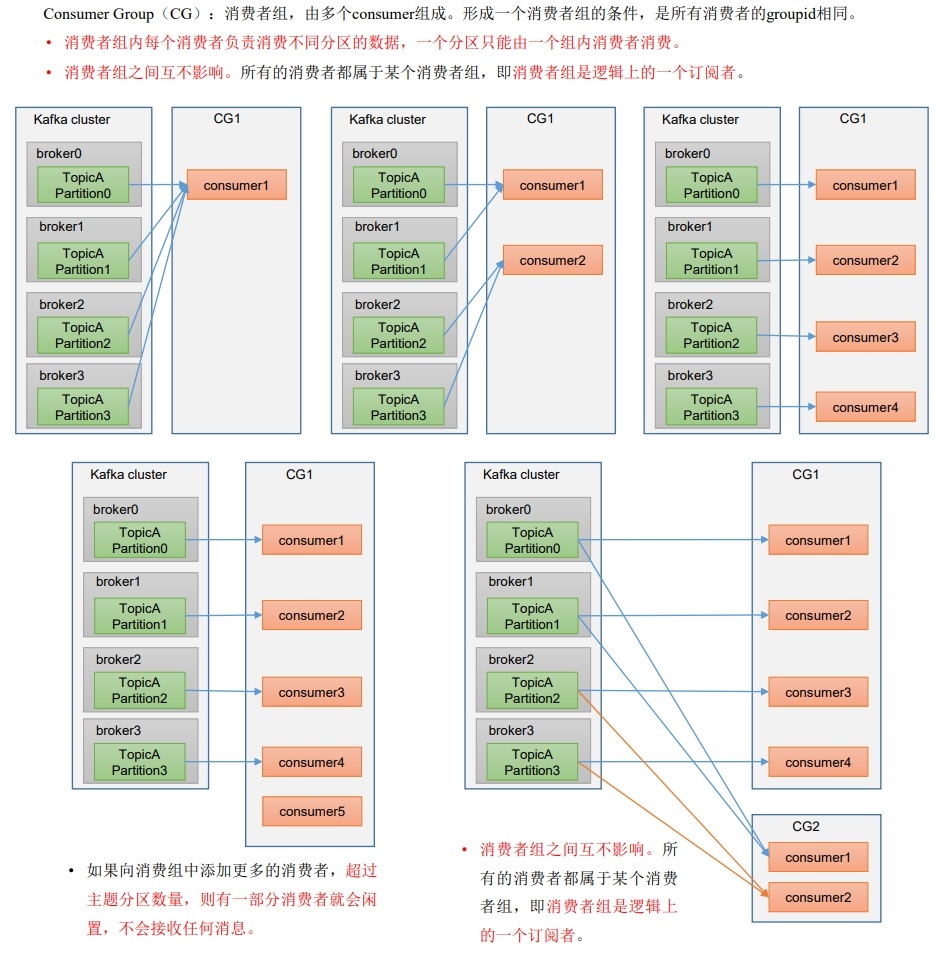 Consumer Group（CG）：消费者组，由多个consumer组成。形成一个消费者组的条件，是所有消费者的groupid相同。
• 消费者组内每个消费者负责消费不同分区的数据，一个分区只能由一个组内消费者消费。
• 消费者组之间互不影响。所有的消费者都属于某个消费者组，即消费者组是逻辑上的一个订阅者。
Kafka cluster
broker0
TopicA
Partition0
broker1
TopicA
Partition1
broker2
TopicA
Partition2
broker3
TopicA
Partition3
CG1
consumer1
Kafka cluster
broker0
TopicA
Partition0
broker1
TopicA
Partition1
broker2
TopicA
Partition2
broker3
TopicA
Partition3
CG1
consumer1
consumer2
Kafka cluster
broker0
TopicA
Partition0
broker1
TopicA
Partition1
broker2
TopicA
Partition2
broker3
TopicA
Partition3
CG1
consumer1
consumer2
consumer3
consumer4
Kafka cluster
broker0
TopicA
Partition0
broker1
TopicA
Partition1
broker2
TopicA
Partition2
broker3
TopicA
Partition3
CG1
consumer1
consumer2
consumer3
consumer4
consumer5
• 如果向消费组中添加更多的消费者，超过
主题分区数量，则有一部分消费者就会闲
置，不会接收任何消息。
Kafka cluster
broker0
TopicA
Partition0
broker1
TopicA
Partition1
broker2
TopicA
Partition2
broker3
TopicA
Partition3
CG1
consumer1
consumer2
consumer3
consumer4
CG2
consumer1
consumer2
• 消费者组之间互不影响。所
有的消费者都属于某个消费
者组，即消费者组是逻辑上
的一个订阅者。